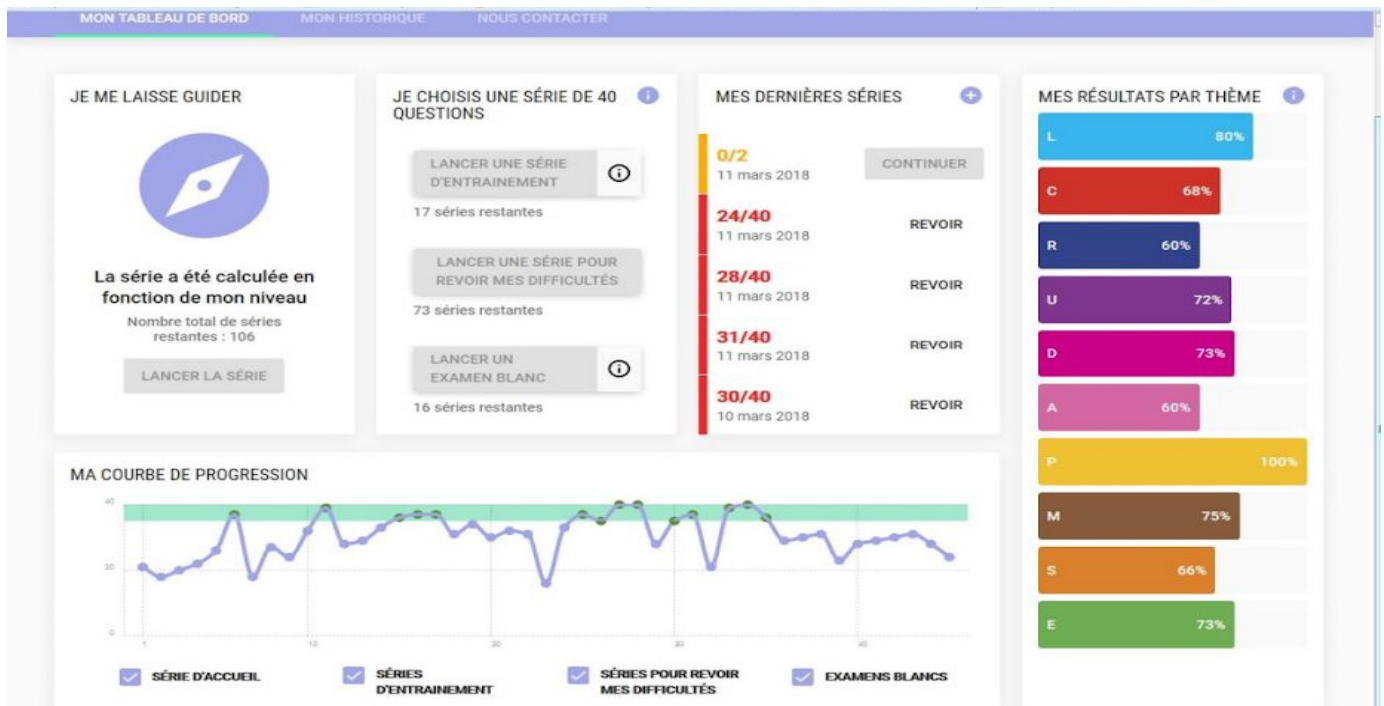 MON TABLEAU DE BORD
MON HISTORIQUE
NOUS CONTACTER
JE ME LAISSE GUIDER
La série a été calculée en
fonction de mon niveau
Nombre total de séries
restantes : 106
LANCER LA SÉRIE
JE CHOISIS UNE SÉRIE DE 40
QUESTIONS
LANCER UNE SÉRIE
D'ENTRAINEMENT
17 séries restantes
LANCER UNE SÉRIE POUR
REVOIR MES DIFFICULTÉS
73 séries restantes
LANCER UN
EXAMEN BLANC
16 séries restantes
MES DERNIÈRES SÉRIES
0/2
11 mars 2018
CONTINUER
24/40
11 mars 2018
REVOIR
28/40
11 mars 2018
REVOIR
31/40
11 mars 2018
REVOIR
30/40
10 mars 2018
REVOIR
MES RÉSULTATS PAR THÈME
L 80%
C 68%
R 60%
U 72%
D 73%
A 60%
P 100%
M 75%
S 66%
E 73%
MA COURBE DE PROGRESSION
40
20
0
1 10 20 30 40
SÉRIE D'ACCUEIL
SÉRIES
D'ENTRAINEMENT
SÉRIES POUR REVOIR
MES DIFFICULTÉS
EXAMENS BLANCS